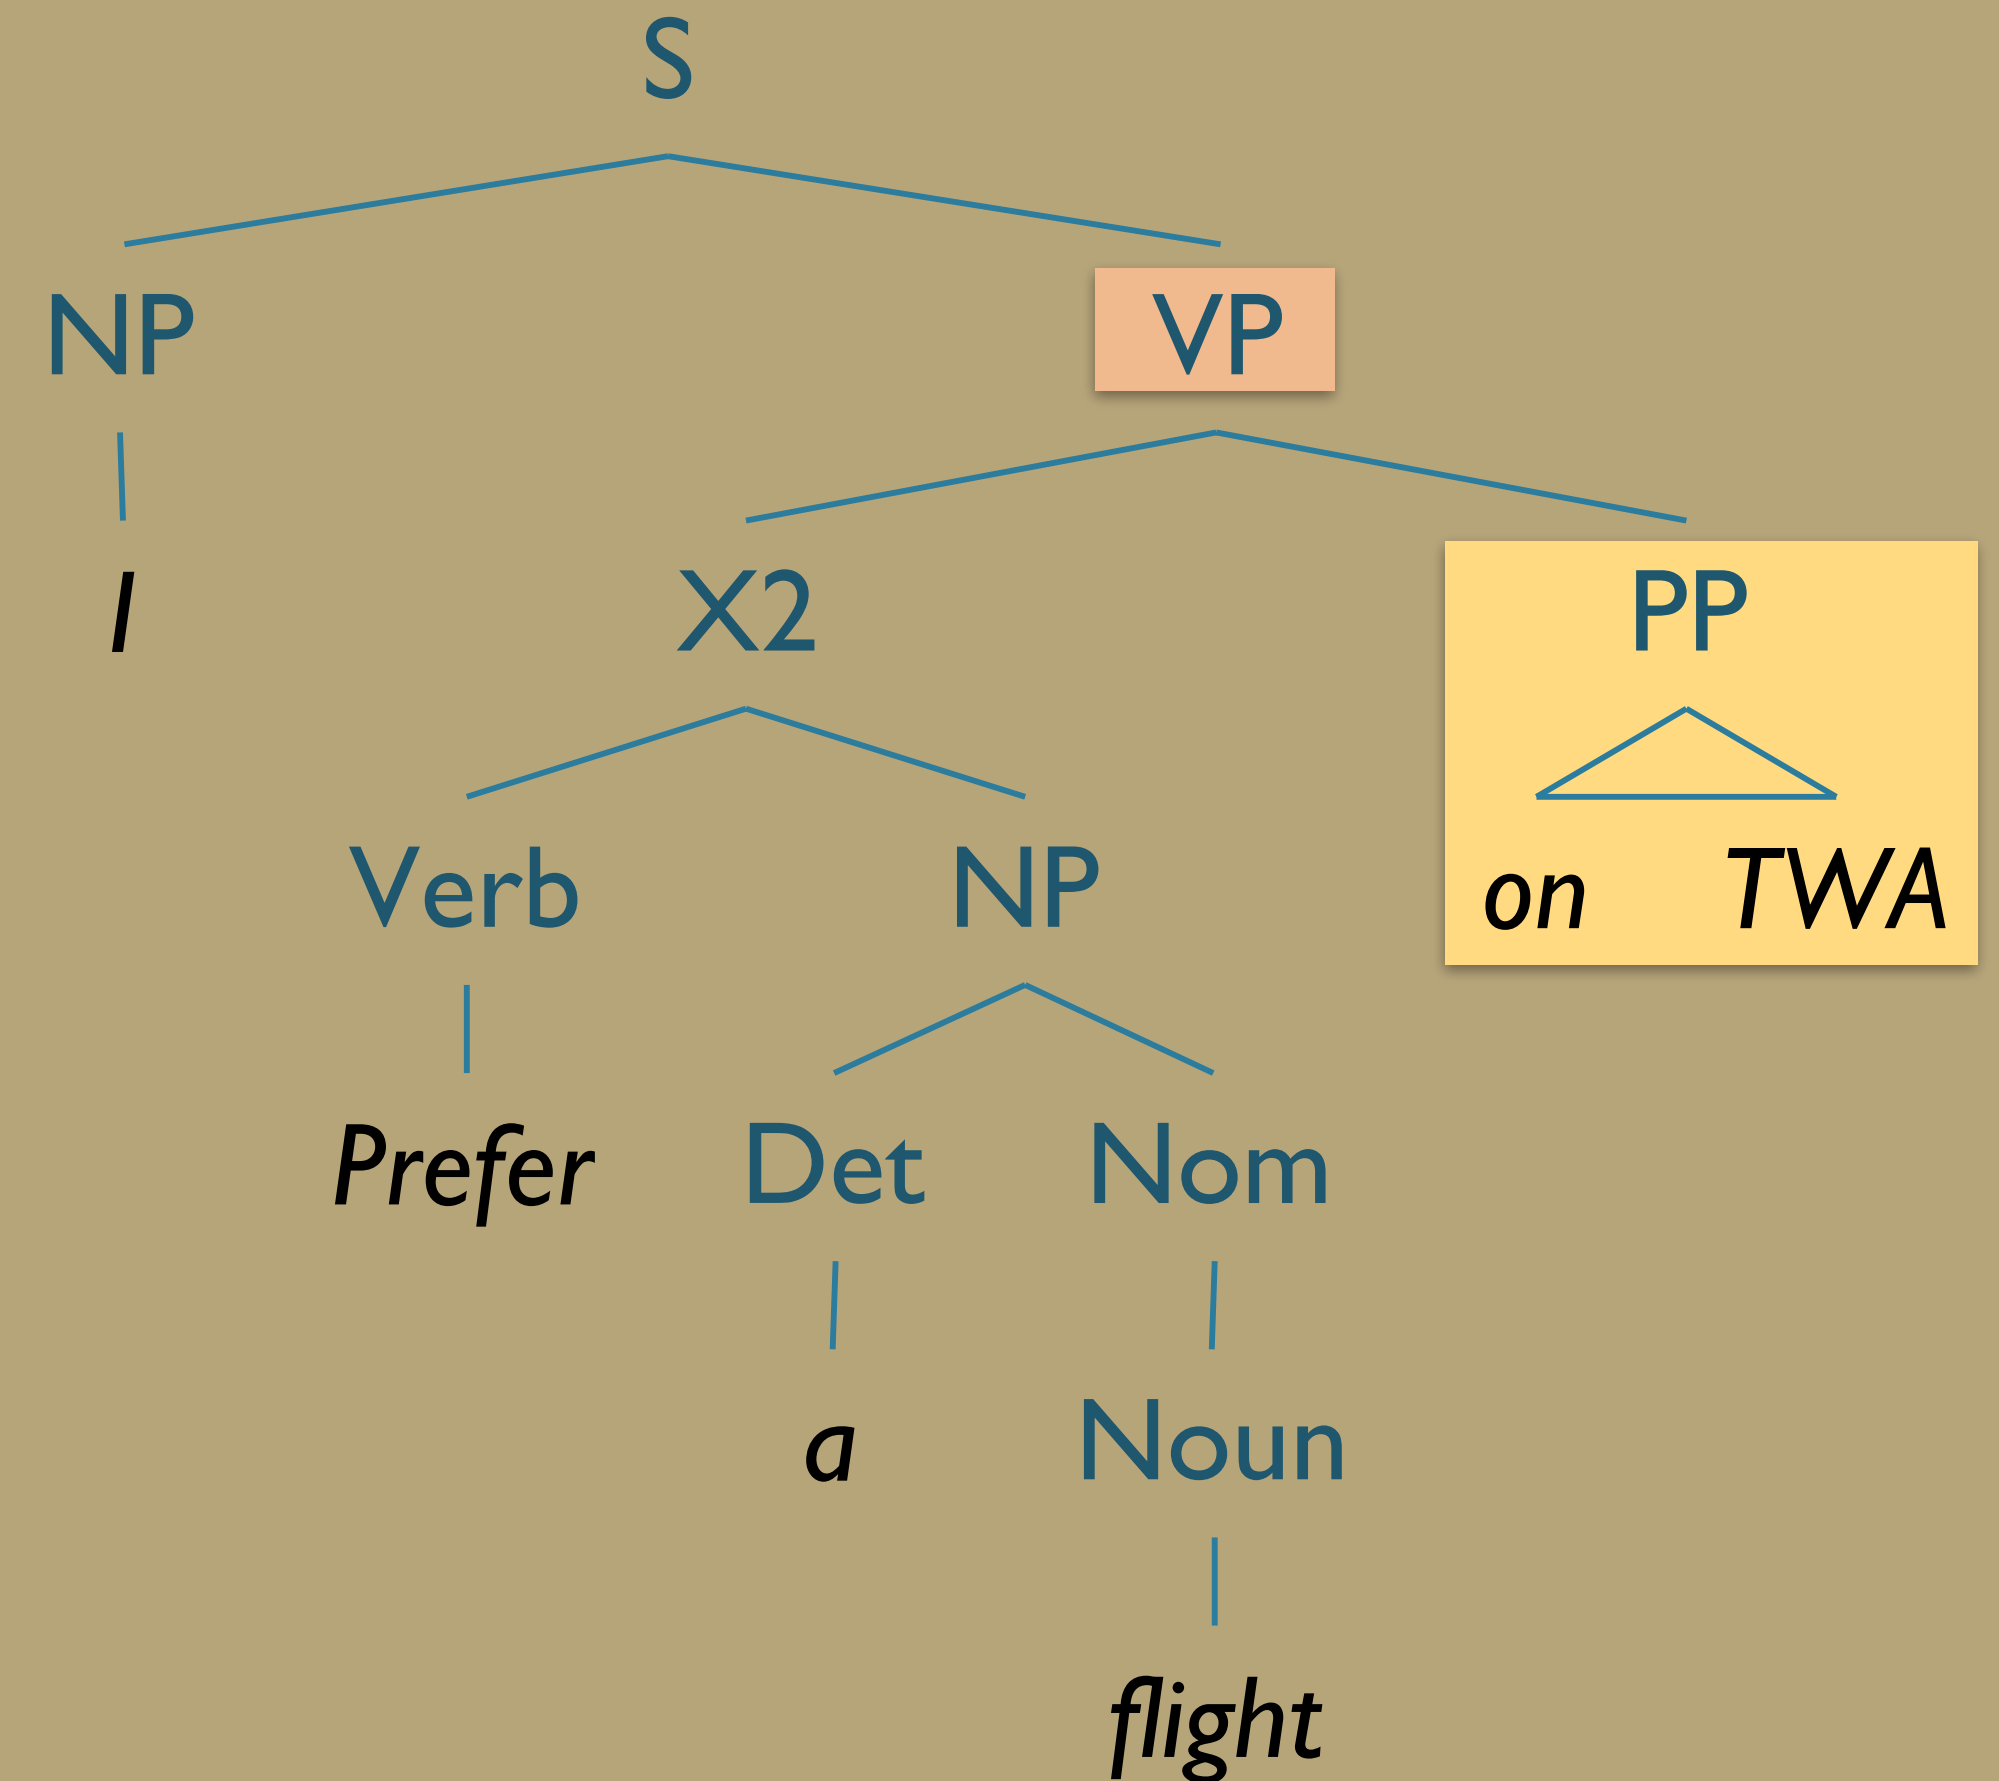 S
NP VP
I X2 PP
Verb NP on TWA
Prefer Det Nom
a Noun
flight